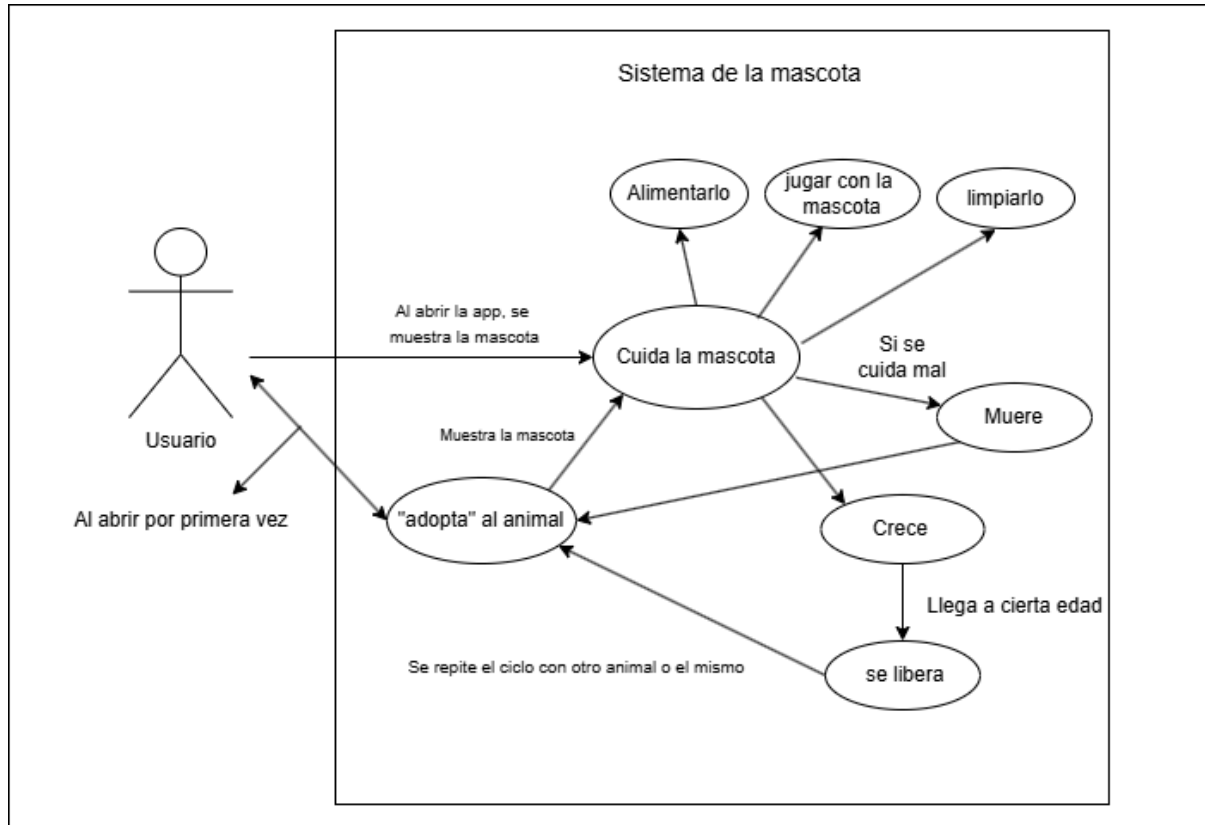 Sistema de la mascota
Alimentarlo
jugar con la
mascota
limpiarlo
Al abrir la app, se
muestra la mascota
Cuida la mascota
Si se
cuida mal
Muere
Usuario
Muestra la mascota
Al abrir por primera vez
"adopta" al animal
Crece
Llega a cierta edad
Se repite el ciclo con otro animal o el mismo
se libera